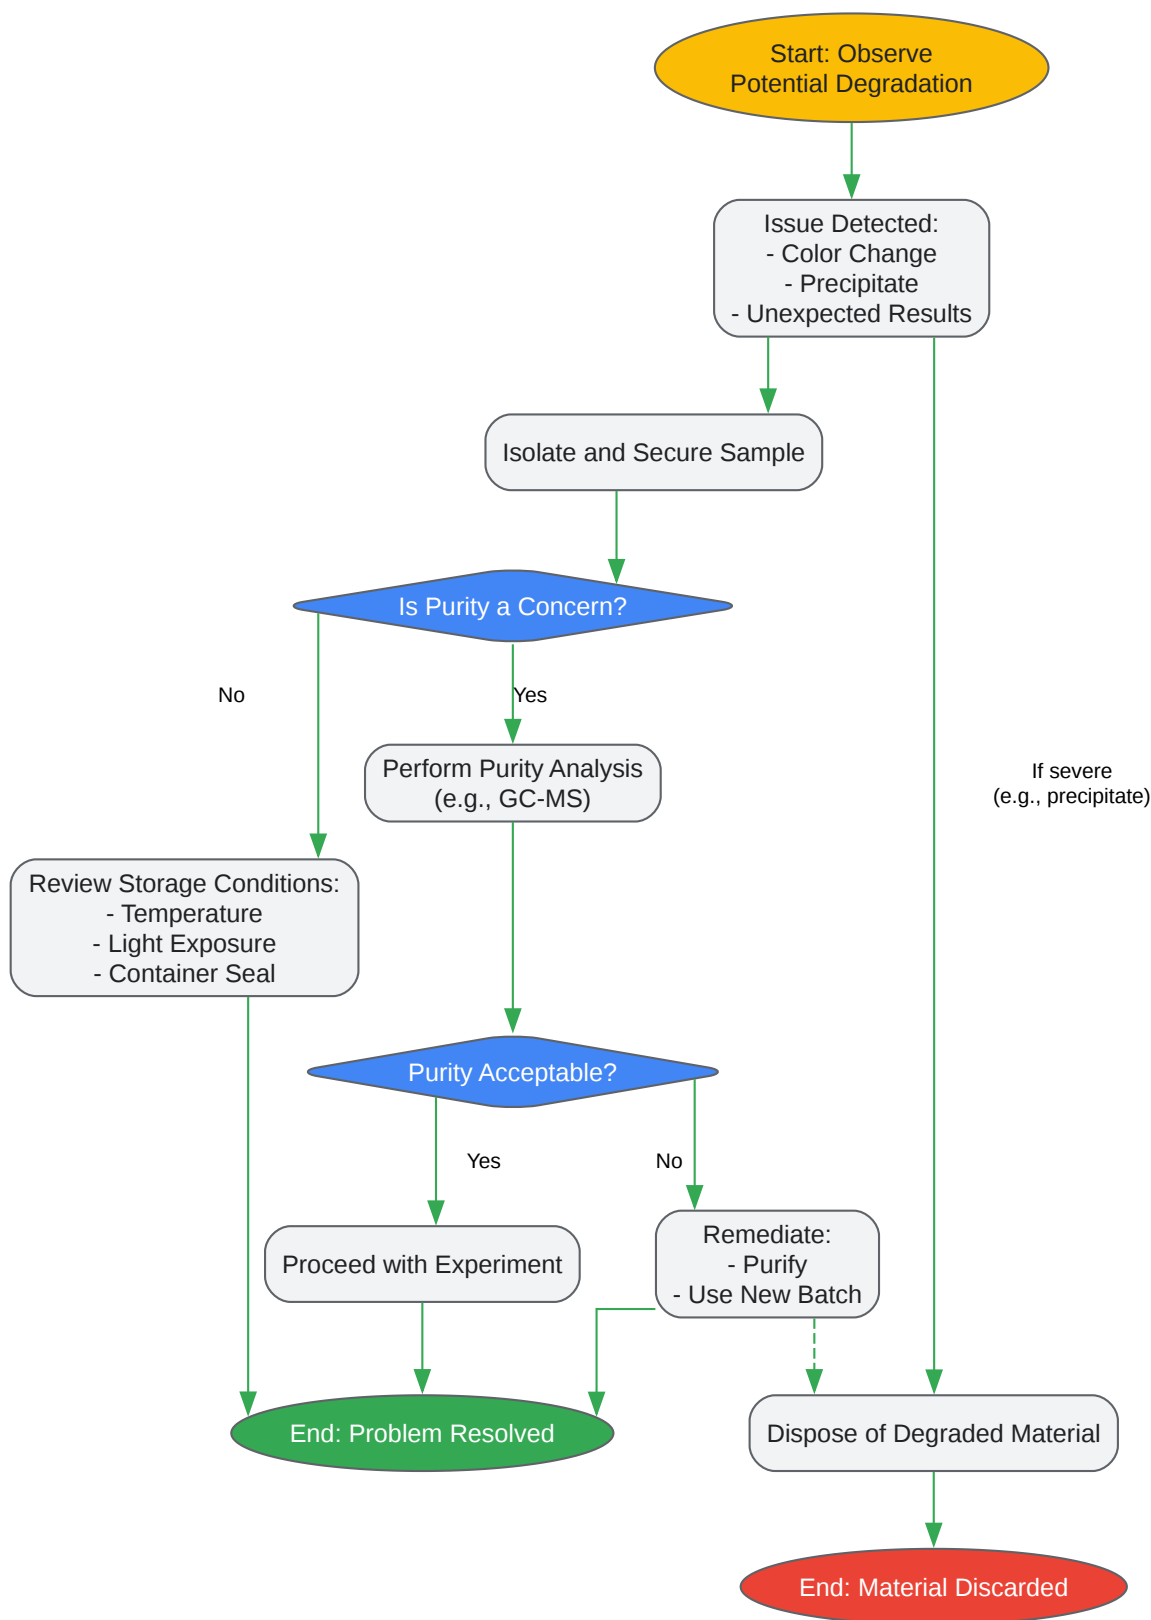 Start: Observe
Potential Degradation
Issue Detected:
- Color Change
- Precipitate
- Unexpected Results
Isolate and Secure Sample
Is Purity a Concern?
No
Yes
Perform Purity Analysis
(e.g., GC-MS)
If severe
(e.g., precipitate)
Review Storage Conditions:
- Temperature
- Light Exposure
- Container Seal
Purity Acceptable?
Yes
No
Proceed with Experiment
Remediate:
- Purify
- Use New Batch
End: Problem Resolved
Dispose of Degraded Material
End: Material Discarded